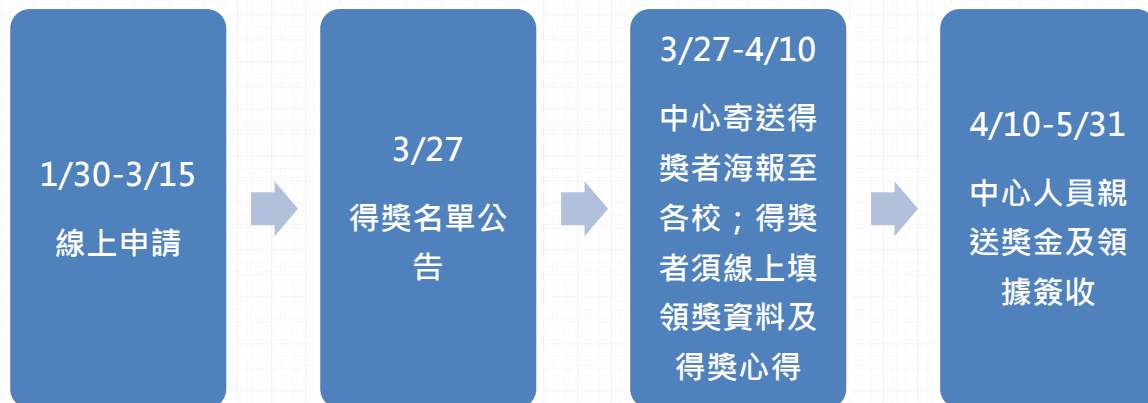 1/30-3/15
線上申請
3/27
得獎名單公
告
3/27-4/10
中心寄送得
獎者海報至
各校；得獎
者須線上填
領獎資料及
得獎心得
4/10-5/31
中心人員親
送獎金及領
據簽收